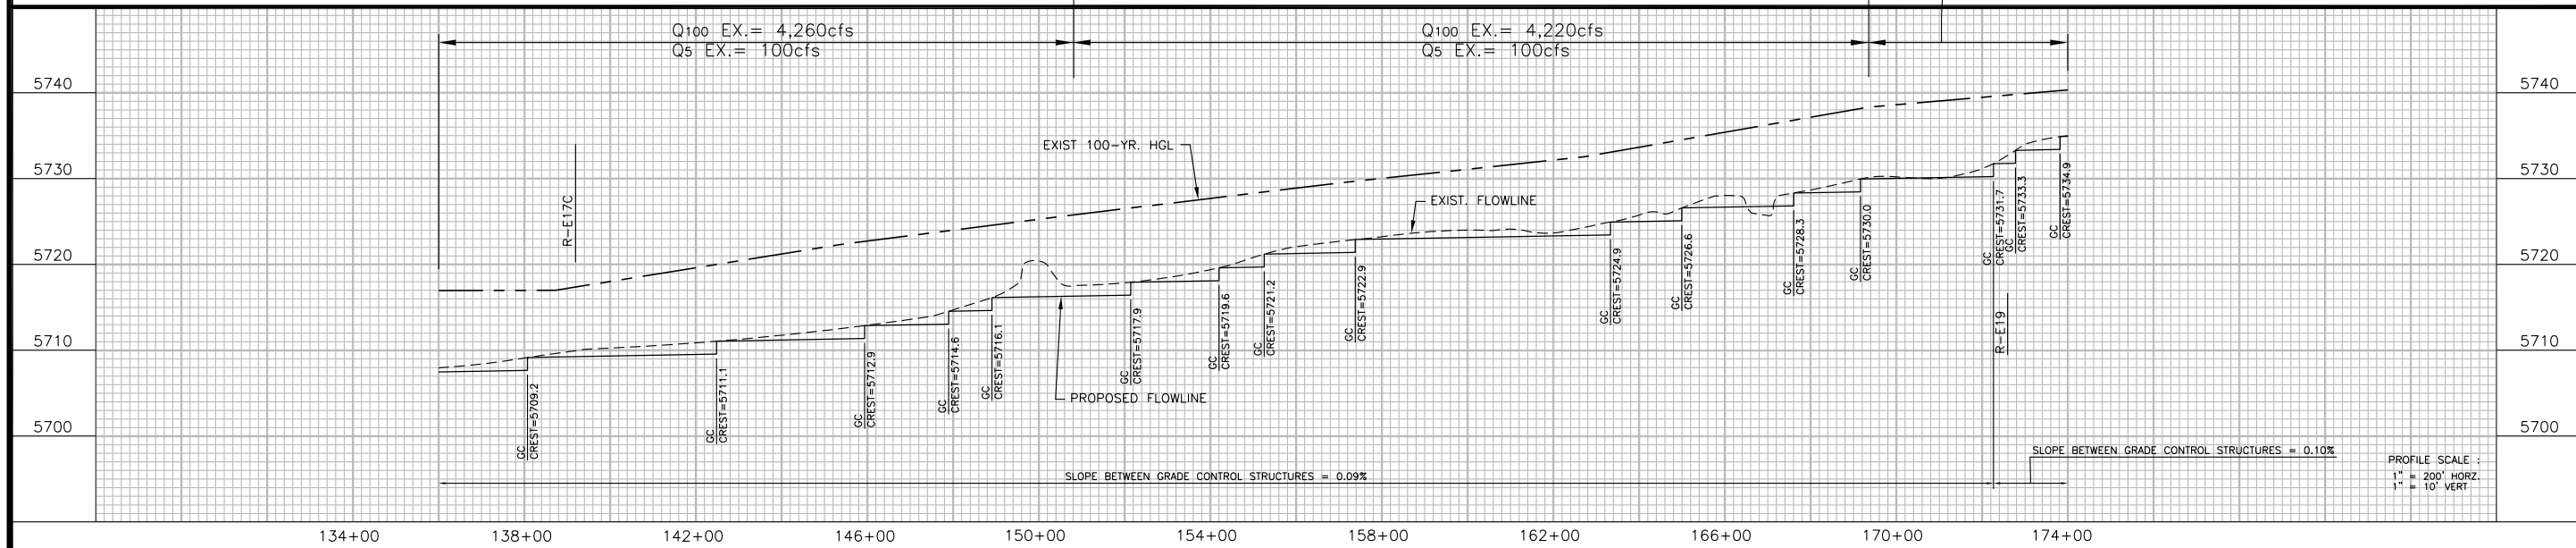 Q100 EX.= 4,260cfs
Q5 EX.= 100cfs
Q100 EX.= 4,220cfs
Q5 EX.= 100cfs
5740
5740
5730
5730
5720
5720
5710
5710
5700
5700
R-E17C
EXIST 100-YR. HGL
EXIST. FLOWLINE
PROPOSED FLOWLINE
R-E19
GC
CREST=5709.2
GC
CREST=5711.1
GC
CREST=5712.9
GC
CREST=5714.6
GC
CREST=5716.1
GC
CREST=5717.9
GC
CREST=5719.6
GC
CREST=5721.2
GC
CREST=5722.9
GC
CREST=5724.9
GC
CREST=5726.6
GC
CREST=5728.3
GC
CREST=5730.0
GC
CREST=5731.7
GC
CREST=5733.3
GC
CREST=5734.9
SLOPE BETWEEN GRADE CONTROL STRUCTURES = 0.09%
SLOPE BETWEEN GRADE CONTROL STRUCTURES = 0.10%
PROFILE SCALE :
1" = 200' HORZ.
1" = 10' VERT
134+00
138+00
142+00
146+00
150+00
154+00
158+00
162+00
166+00
170+00
174+00